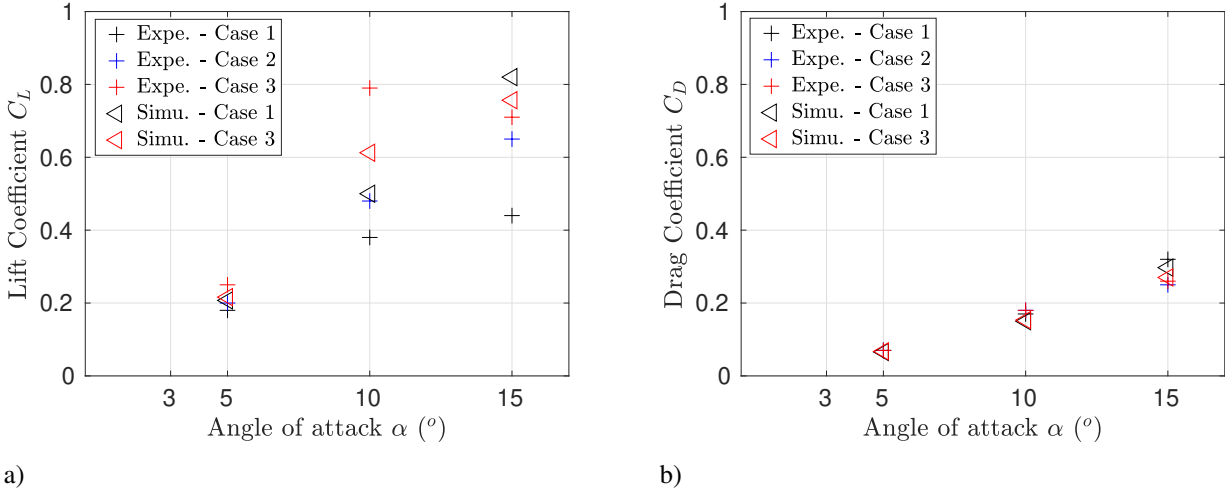 1
0.8
0.6
0.4
0.2
0
3 5 10 15
Lift Coefficient C_L
Angle of attack α (°)
Expe. - Case 1
Expe. - Case 2
Expe. - Case 3
Simu. - Case 1
Simu. - Case 3
a)
1
0.8
0.6
0.4
0.2
0
3 5 10 15
Drag Coefficient C_D
Angle of attack α (°)
Expe. - Case 1
Expe. - Case 2
Expe. - Case 3
Simu. - Case 1
Simu. - Case 3
b)